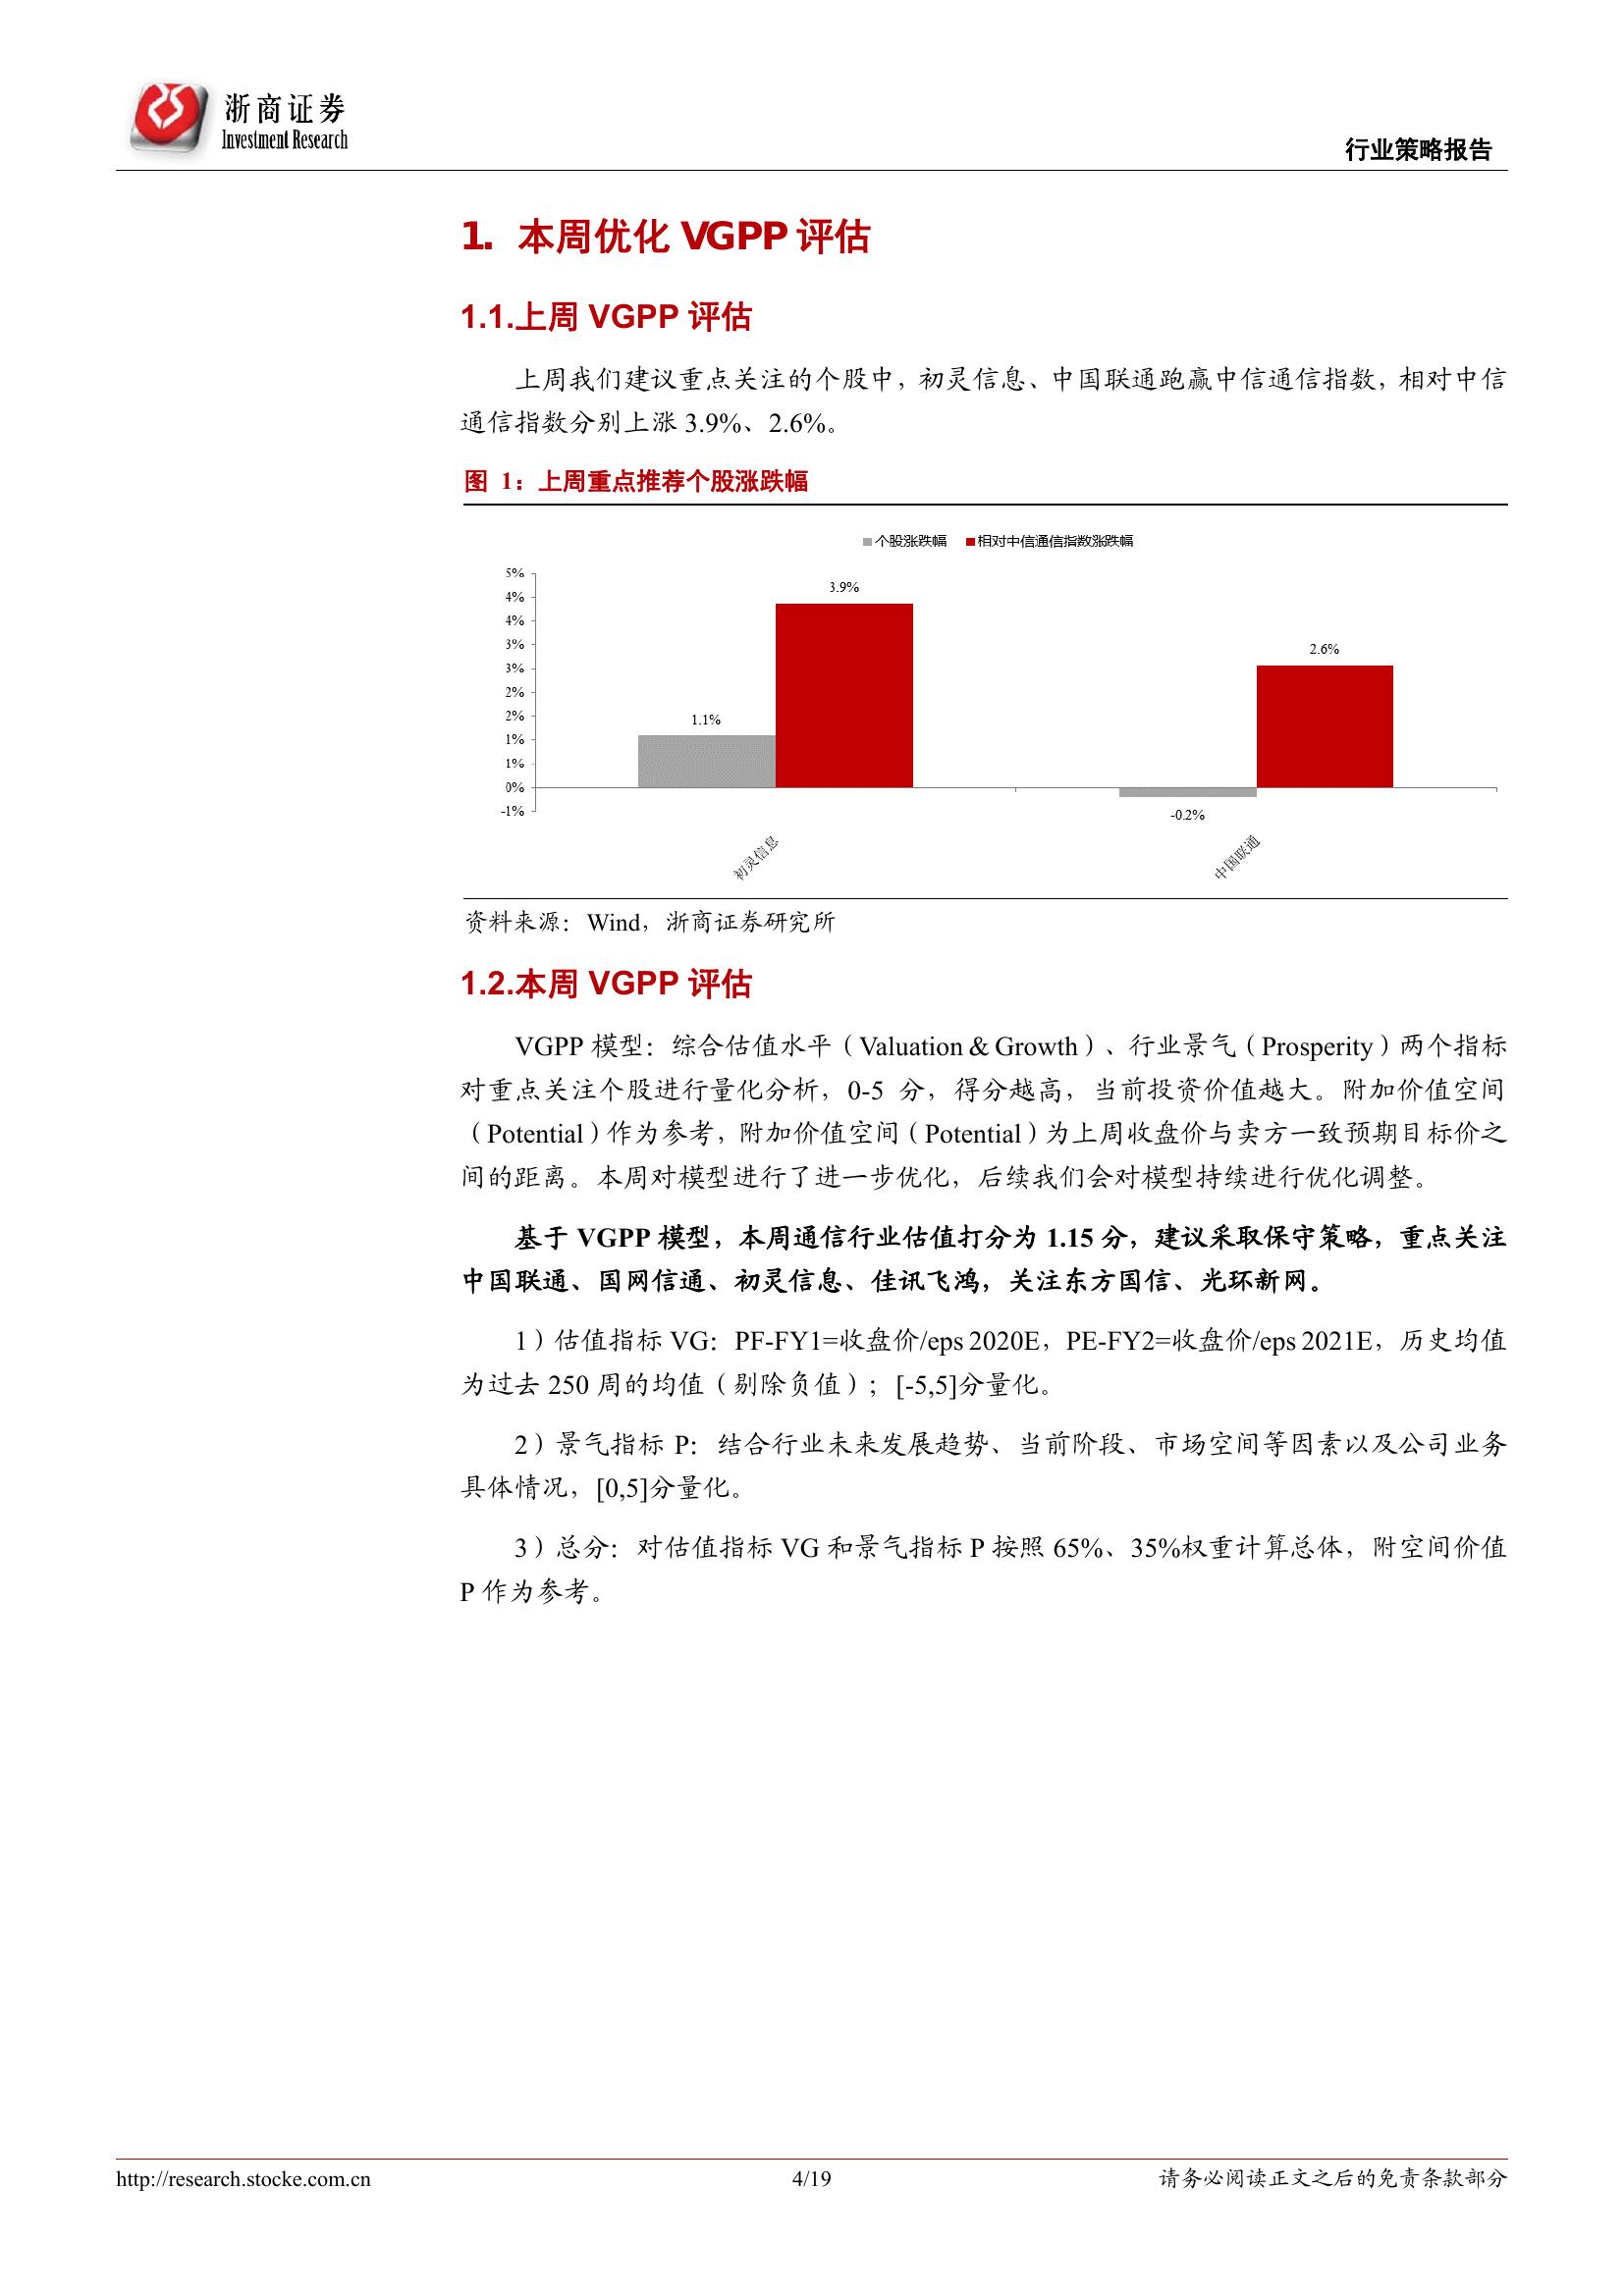 浙商证券
Investment Research
行业策略报告
1. 本周优化 VGPP 评估
1.1.上周 VGPP 评估
上周我们建议重点关注的个股中，初灵信息、中国联通跑赢中信通信指数，相对中信
通信指数分别上涨 3.9%、2.6%。
图 1：上周重点推荐个股涨跌幅
个股涨跌幅 相对中信通信指数涨跌幅
5%
4%
4%
3%
3%
2%
2%
1%
1%
0%
-1%
3.9%
2.6%
1.1%
-0.2%
初灵信息
中国联通
资料来源：Wind，浙商证券研究所
1.2.本周 VGPP 评估
VGPP 模型：综合估值水平（Valuation & Growth）、行业景气（Prosperity）两个指标
对重点关注个股进行量化分析，0-5 分，得分越高，当前投资价值越大。附加价值空间
（Potential）作为参考，附加价值空间（Potential）为上周收盘价与卖方一致预期目标价之
间的距离。本周对模型进行了进一步优化，后续我们会对模型持续进行优化调整。
基于 VGPP 模型，本周通信行业估值打分为 1.15 分，建议采取保守策略，重点关注
中国联通、国网信通、初灵信息、佳讯飞鸿，关注东方国信、光环新网。
1）估值指标 VG：PF-FY1=收盘价/eps 2020E，PE-FY2=收盘价/eps 2021E，历史均值
为过去 250 周的均值（剔除负值）；[-5,5]分量化。
2）景气指标 P：结合行业未来发展趋势、当前阶段、市场空间等因素以及公司业务
具体情况，[0,5]分量化。
3）总分：对估值指标 VG 和景气指标 P 按照 65%、35%权重计算总体，附空间价值
P 作为参考。
http://research.stocke.com.cn
4/19
请务必阅读正文之后的免责条款部分